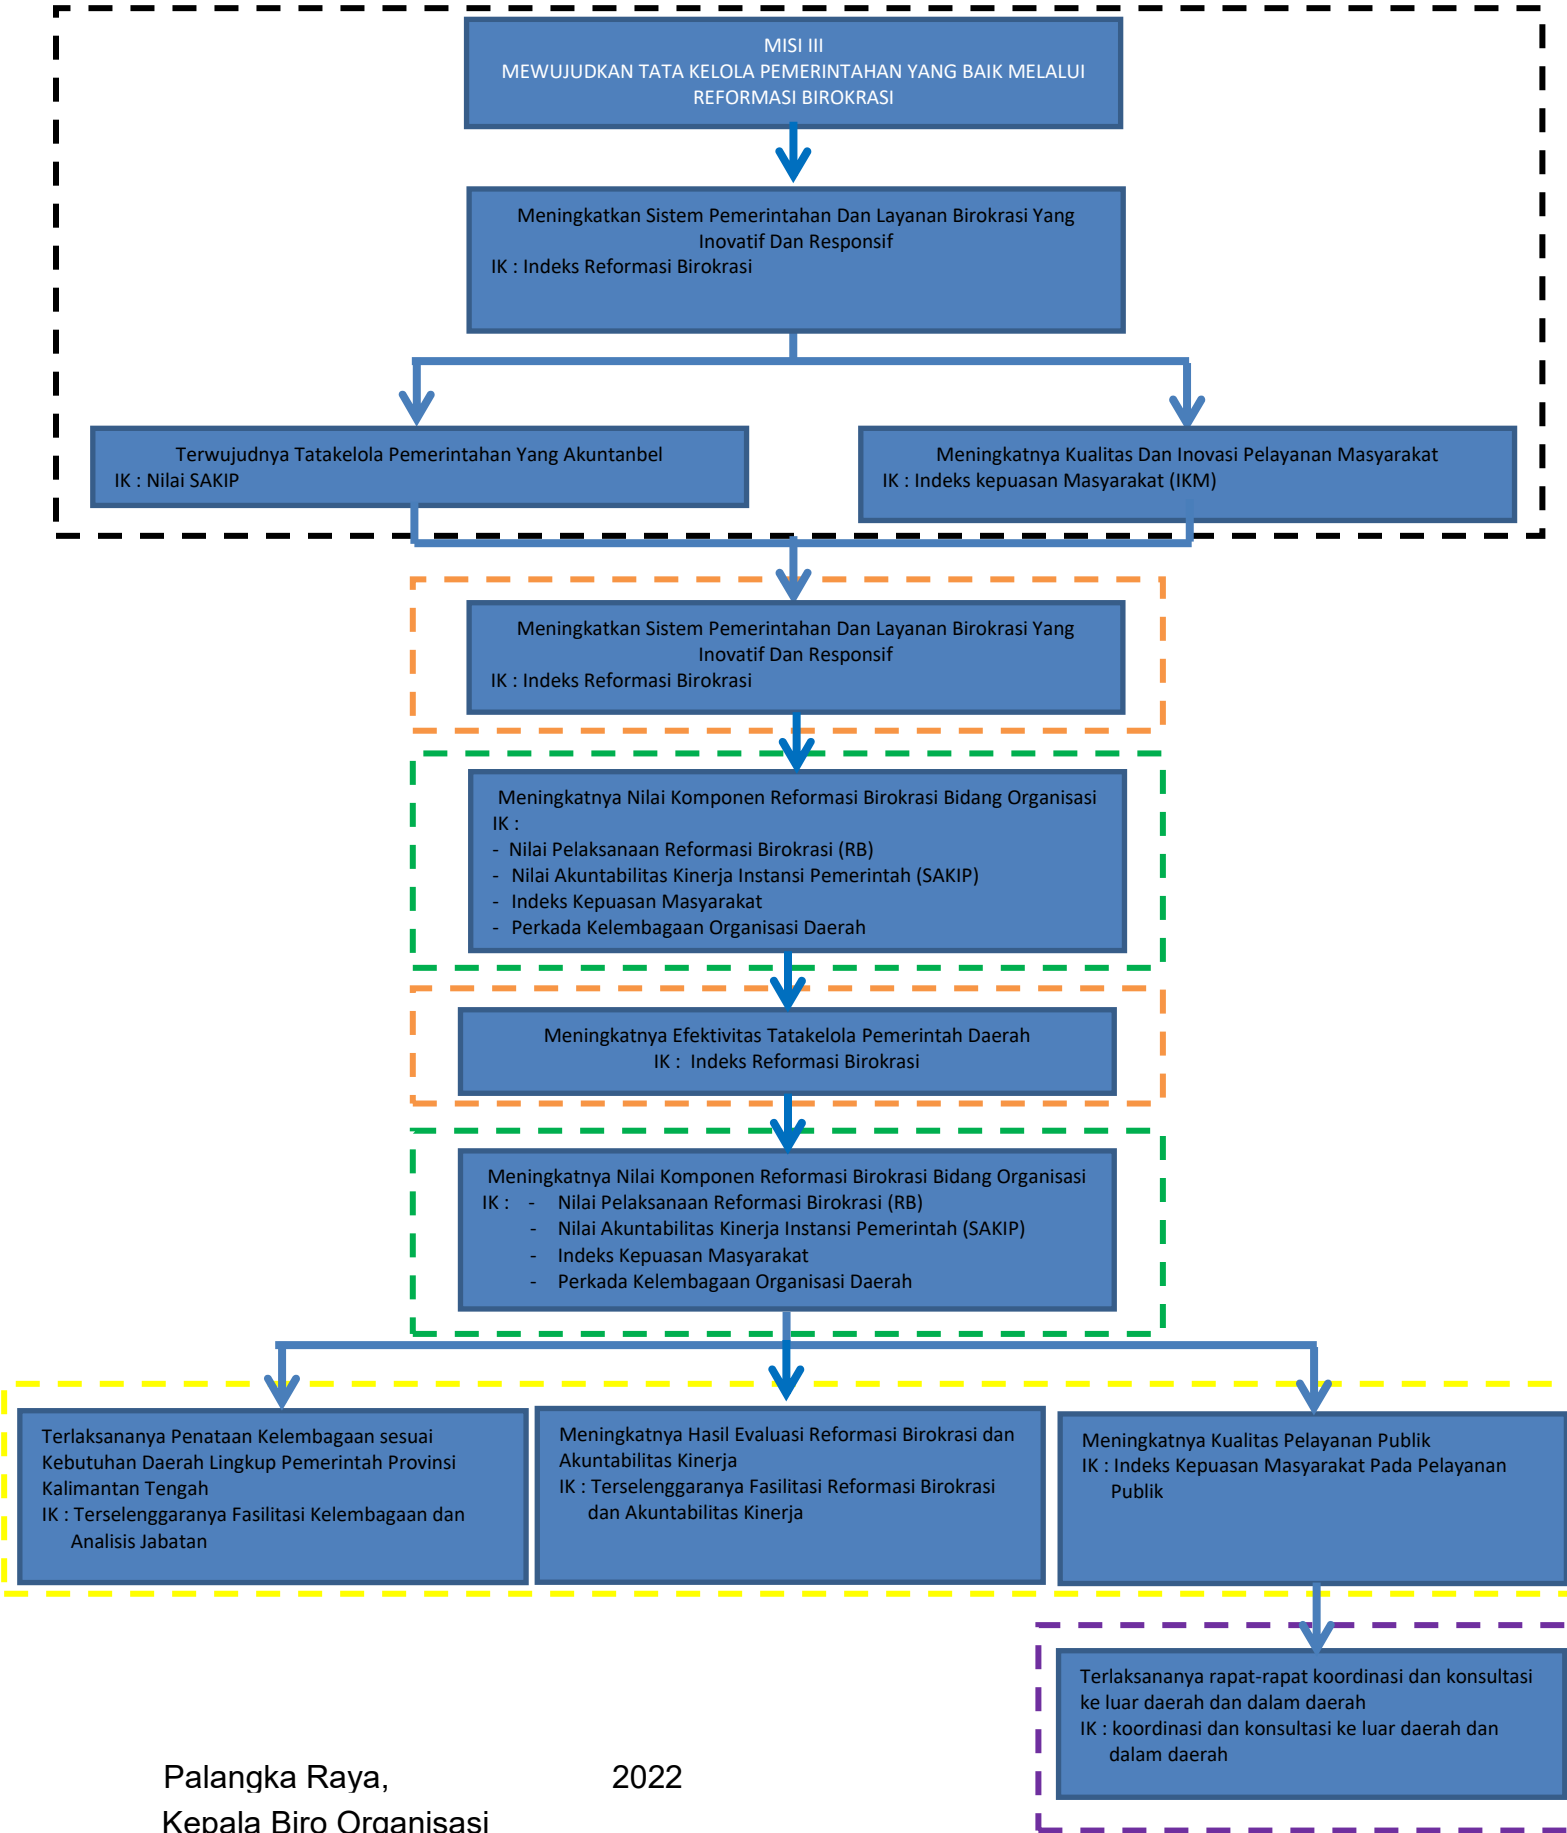 MISI III
MEWUJUDKAN TATA KELOLA PEMERINTAHAN YANG BAIK MELALUI
REFORMASI BIROKRASI
Meningkatkan Sistem Pemerintahan Dan Layanan Birokrasi Yang
Inovatif Dan Responsif
IK : Indeks Reformasi Birokrasi
Terwujudnya Tatakelola Pemerintahan Yang Akuntanbel
IK : Nilai SAKIP
Meningkatnya Kualitas Dan Inovasi Pelayanan Masyarakat
IK : Indeks kepuasan Masyarakat (IKM)
Meningkatkan Sistem Pemerintahan Dan Layanan Birokrasi Yang
Inovatif Dan Responsif
IK : Indeks Reformasi Birokrasi
Meningkatnya Nilai Komponen Reformasi Birokrasi Bidang Organisasi
IK :
- Nilai Pelaksanaan Reformasi Birokrasi (RB)
- Nilai Akuntabilitas Kinerja Instansi Pemerintah (SAKIP)
- Indeks Kepuasan Masyarakat
- Perkada Kelembagaan Organisasi Daerah
Meningkatnya Efektivitas Tatakelola Pemerintah Daerah
IK : Indeks Reformasi Birokrasi
Meningkatnya Nilai Komponen Reformasi Birokrasi Bidang Organisasi
IK : - Nilai Pelaksanaan Reformasi Birokrasi (RB)
- Nilai Akuntabilitas Kinerja Instansi Pemerintah (SAKIP)
- Indeks Kepuasan Masyarakat
- Perkada Kelembagaan Organisasi Daerah
Terlaksananya Penataan Kelembagaan sesuai
Kebutuhan Daerah Lingkup Pemerintah Provinsi
Kalimantan Tengah
IK : Terselenggaranya Fasilitasi Kelembagaan dan
Analisis Jabatan
Meningkatnya Hasil Evaluasi Reformasi Birokrasi dan
Akuntabilitas Kinerja
IK : Terselenggaranya Fasilitasi Reformasi Birokrasi
dan Akuntabilitas Kinerja
Meningkatnya Kualitas Pelayanan Publik
IK : Indeks Kepuasan Masyarakat Pada Pelayanan
Publik
Terlaksananya rapat-rapat koordinasi dan konsultasi
ke luar daerah dan dalam daerah
IK : koordinasi dan konsultasi ke luar daerah dan
dalam daerah
Palangka Raya, 2022
Kepala Biro Organisasi